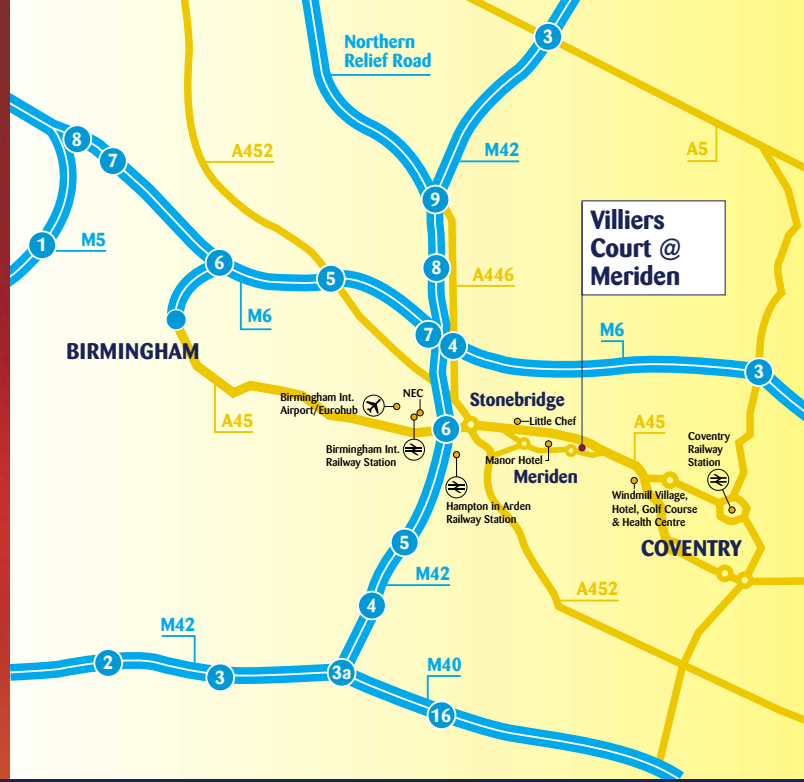 Northern
Relief Road
3
8
7
A452
M42
A5
9
Villiers
Court @
Meriden
1
M5
6
5
8
A446
M6
7
4
M6
3
BIRMINGHAM
A45
Birmingham Int.
Airport/Eurohub
NEC
Stonebridge
Little Chef
6
A45
Birmingham Int.
Railway Station
Manor Hotel
Meriden
Coventry
Railway
Station
Hampton in Arden
Railway Station
Windmill Village,
Hotel, Golf Course
& Health Centre
COVENTRY
5
M42
4
A452
M42
2
3
3a
M40
16